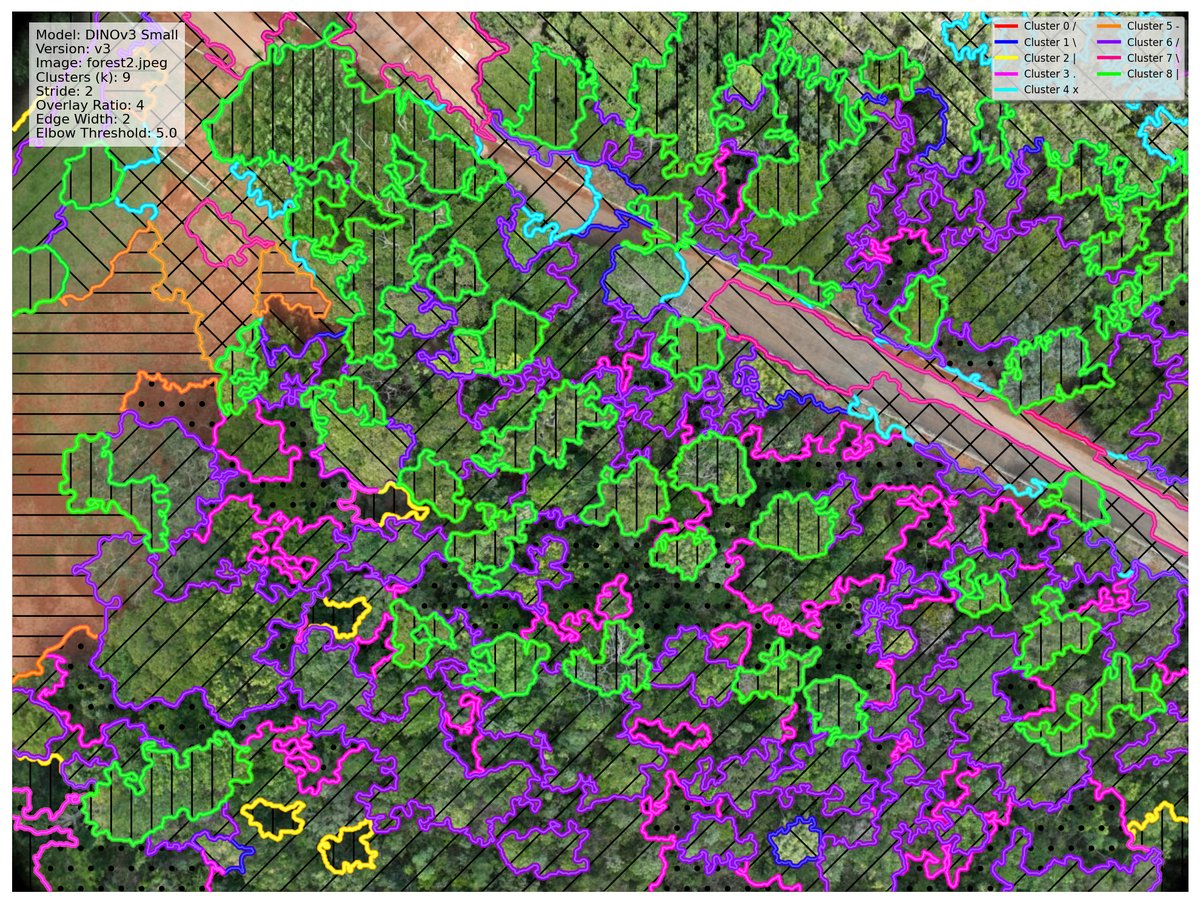 Model: DINOv3 Small
Version: v3
Image: forest2.jpeg
Clusters (k): 9
Stride: 2
Overlay Ratio: 4
Edge Width: 2
Elbow Threshold: 5.0
Cluster 0 /
Cluster 1 \
Cluster 2 |
Cluster 3 .
Cluster 4 x
Cluster 5 -
Cluster 6 /
Cluster 7 \
Cluster 8 |